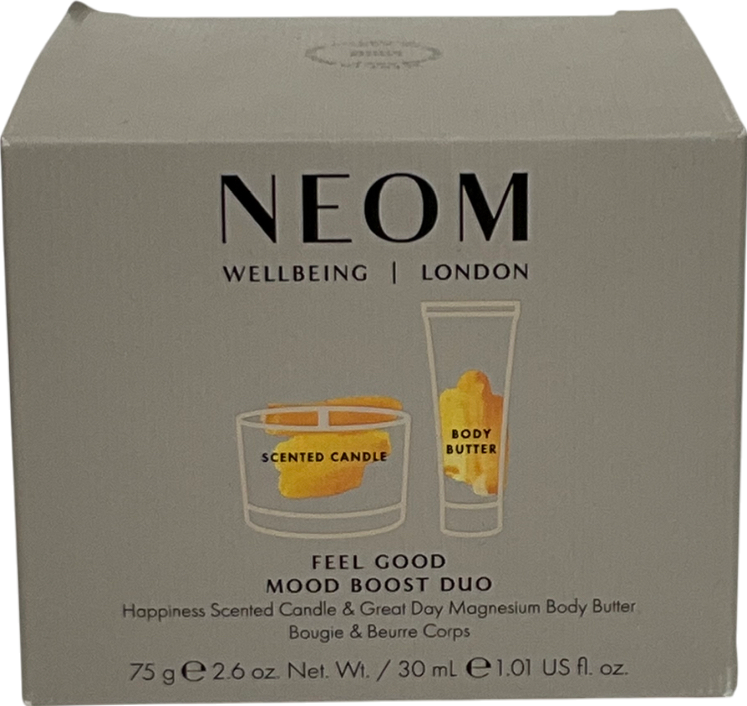 NEOM
WELLBEING | LONDON
SCENTED CANDLE
BODY
BUTTER
FEEL GOOD
MOOD BOOST DUO
Happiness Scented Candle & Great Day Magnesium Body Butter
Bougie & Beurre Corps
75 g ℮ 2.6 oz. Net. Wt. / 30 mL ℮ 1.01 US fl. oz.